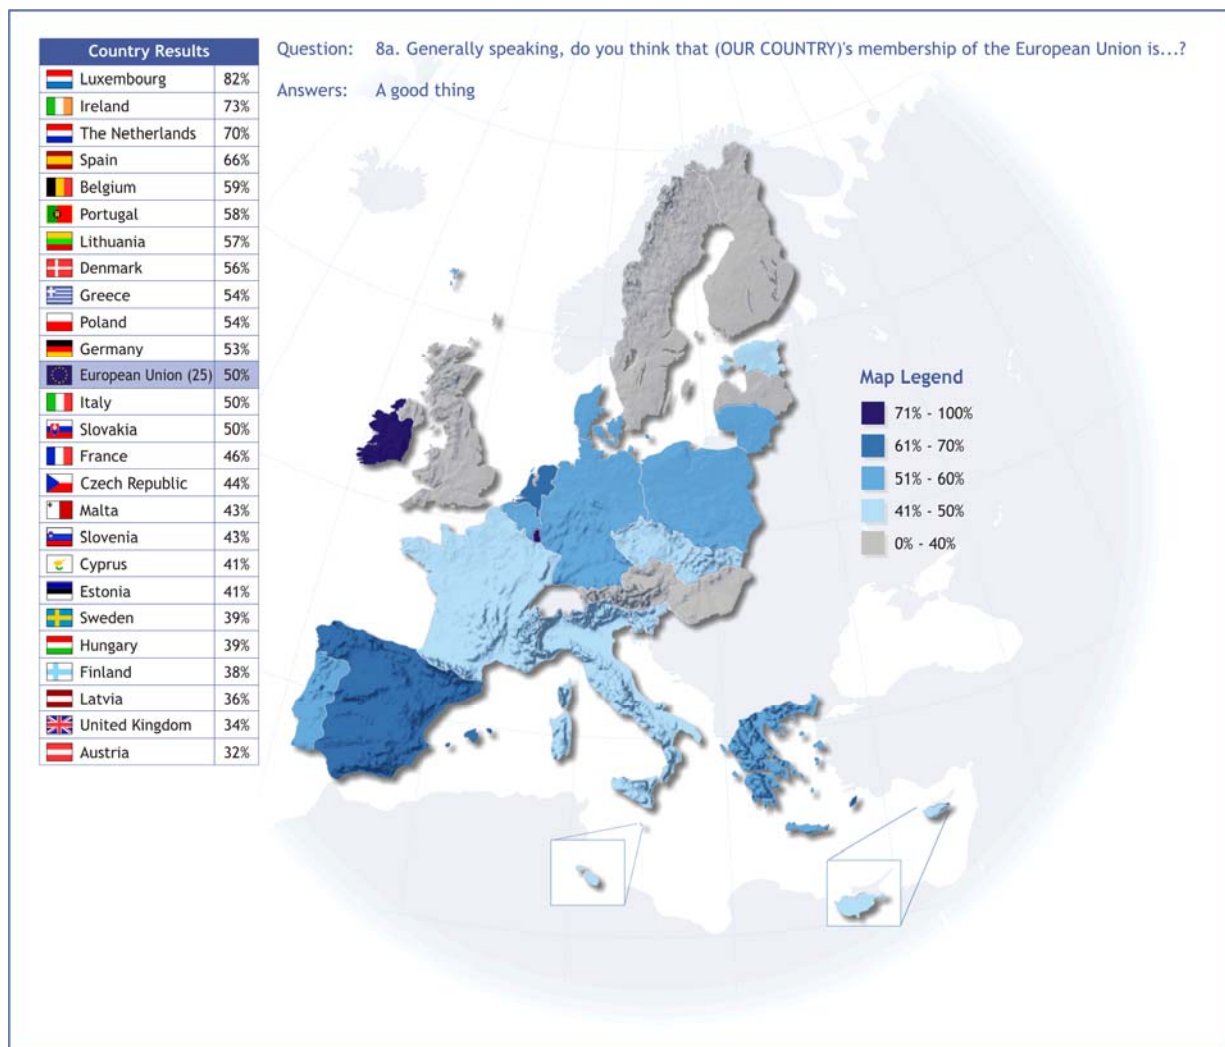 Country Results
Luxembourg 82%
Ireland 73%
The Netherlands 70%
Spain 66%
Belgium 59%
Portugal 58%
Lithuania 57%
Denmark 56%
Greece 54%
Poland 54%
Germany 53%
European Union (25) 50%
Italy 50%
Slovakia 50%
France 46%
Czech Republic 44%
Malta 43%
Slovenia 43%
Cyprus 41%
Estonia 41%
Sweden 39%
Hungary 39%
Finland 38%
Latvia 36%
United Kingdom 34%
Austria 32%
Question: 8a. Generally speaking, do you think that (OUR COUNTRY)'s membership of the European Union is...?
Answers: A good thing
Map Legend
71% - 100%
61% - 70%
51% - 60%
41% - 50%
0% - 40%